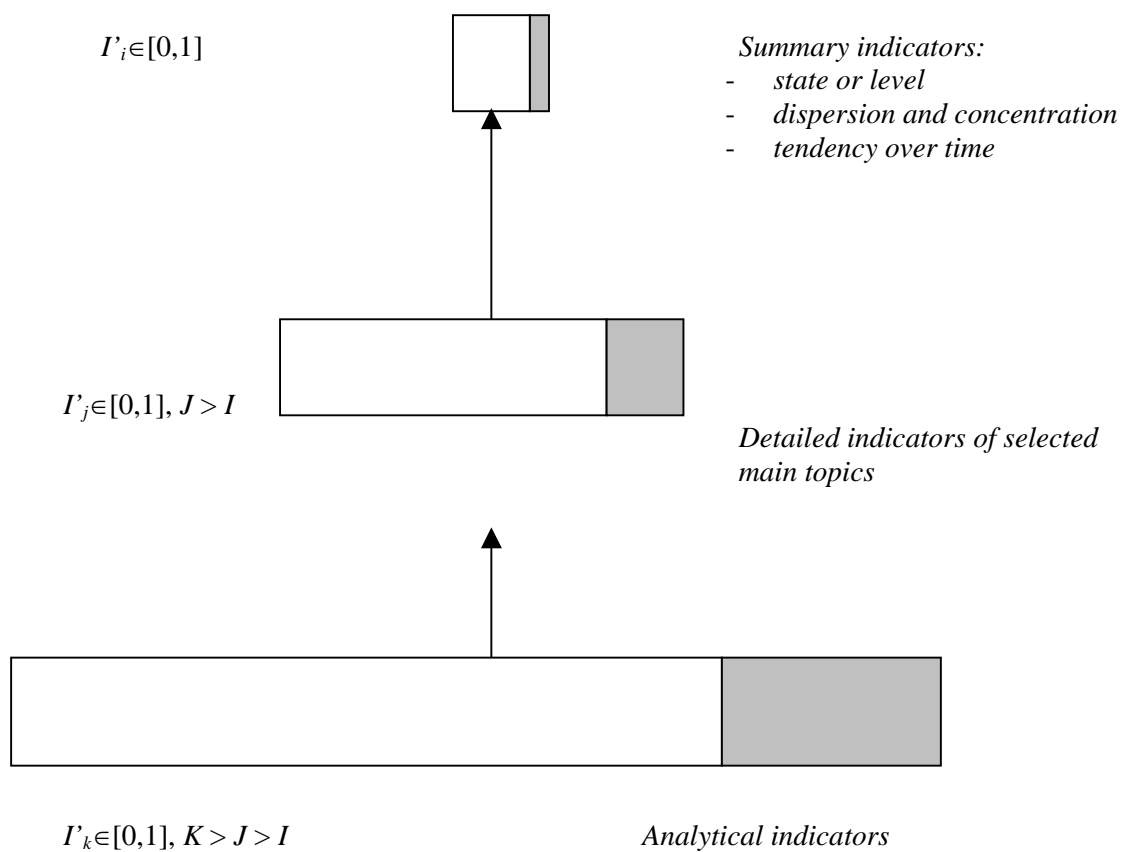 I’i∈[0,1]
Summary indicators:
- state or level
- dispersion and concentration
- tendency over time
I’j∈[0,1], J > I
Detailed indicators of selected
main topics
I’k∈[0,1], K > J > I
Analytical indicators